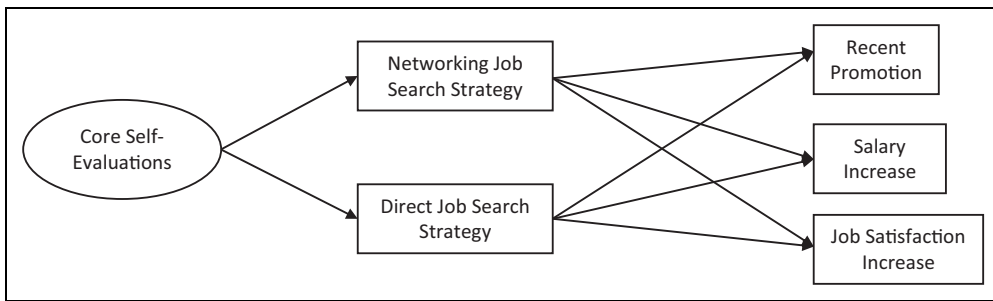 Core Self-
Evaluations
Networking Job
Search Strategy
Direct Job Search
Strategy
Recent
Promotion
Salary
Increase
Job Satisfaction
Increase